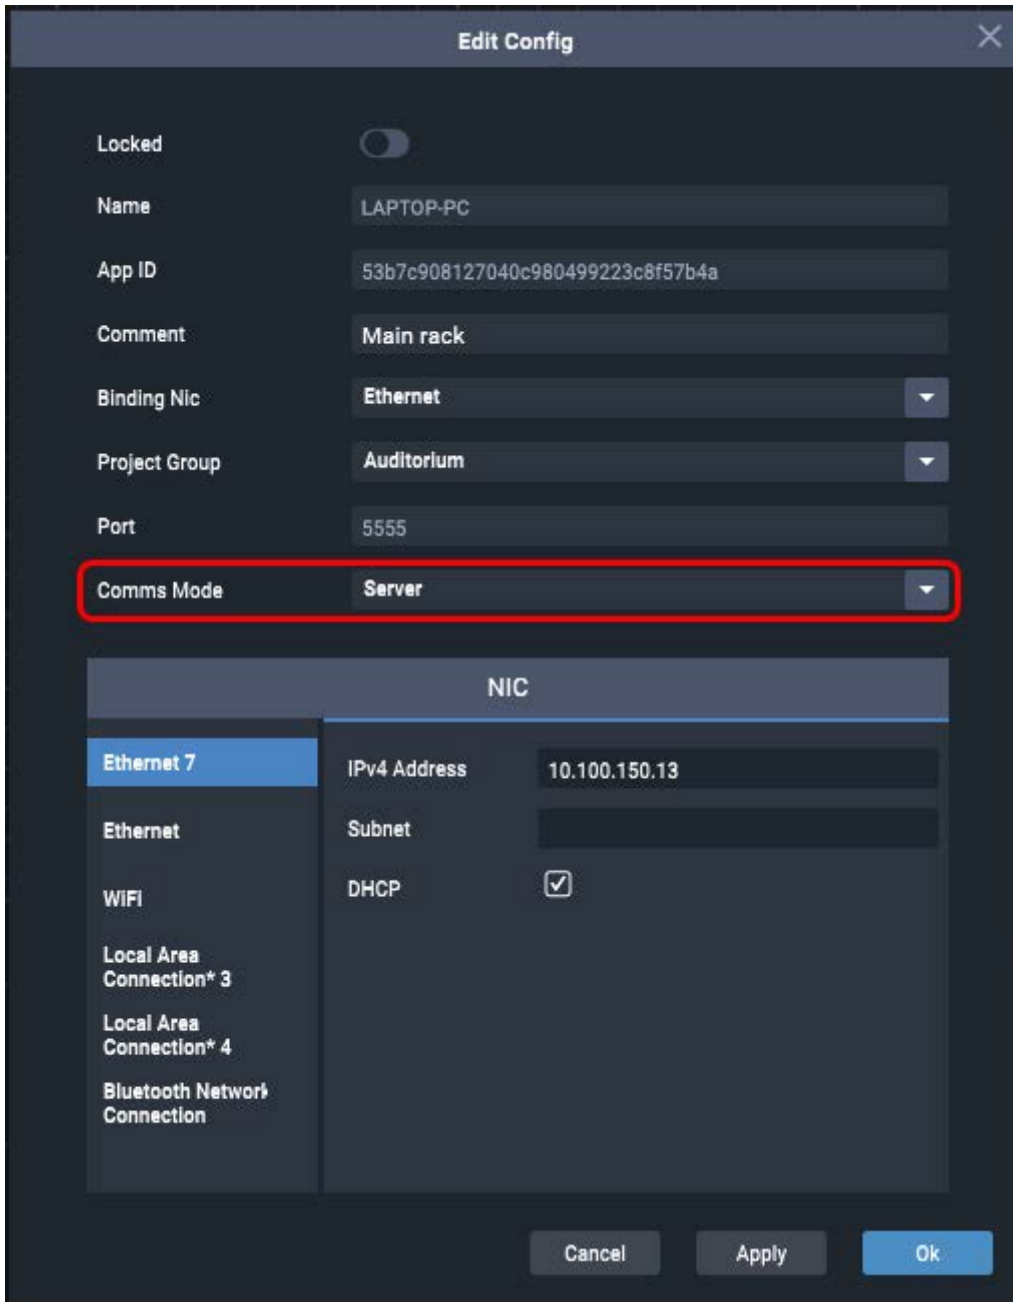 Edit Config
Locked
Name LAPTOP-PC
App ID 53b7c908127040c980499223c8f57b4a
Comment Main rack
Binding Nic Ethernet
Project Group Auditorium
Port 5555
Comms Mode Server
NIC
Ethernet 7
Ethernet
WiFi
Local Area
Connection* 3
Local Area
Connection* 4
Bluetooth Network
Connection
IPv4 Address 10.100.150.13
Subnet
DHCP
Cancel Apply Ok